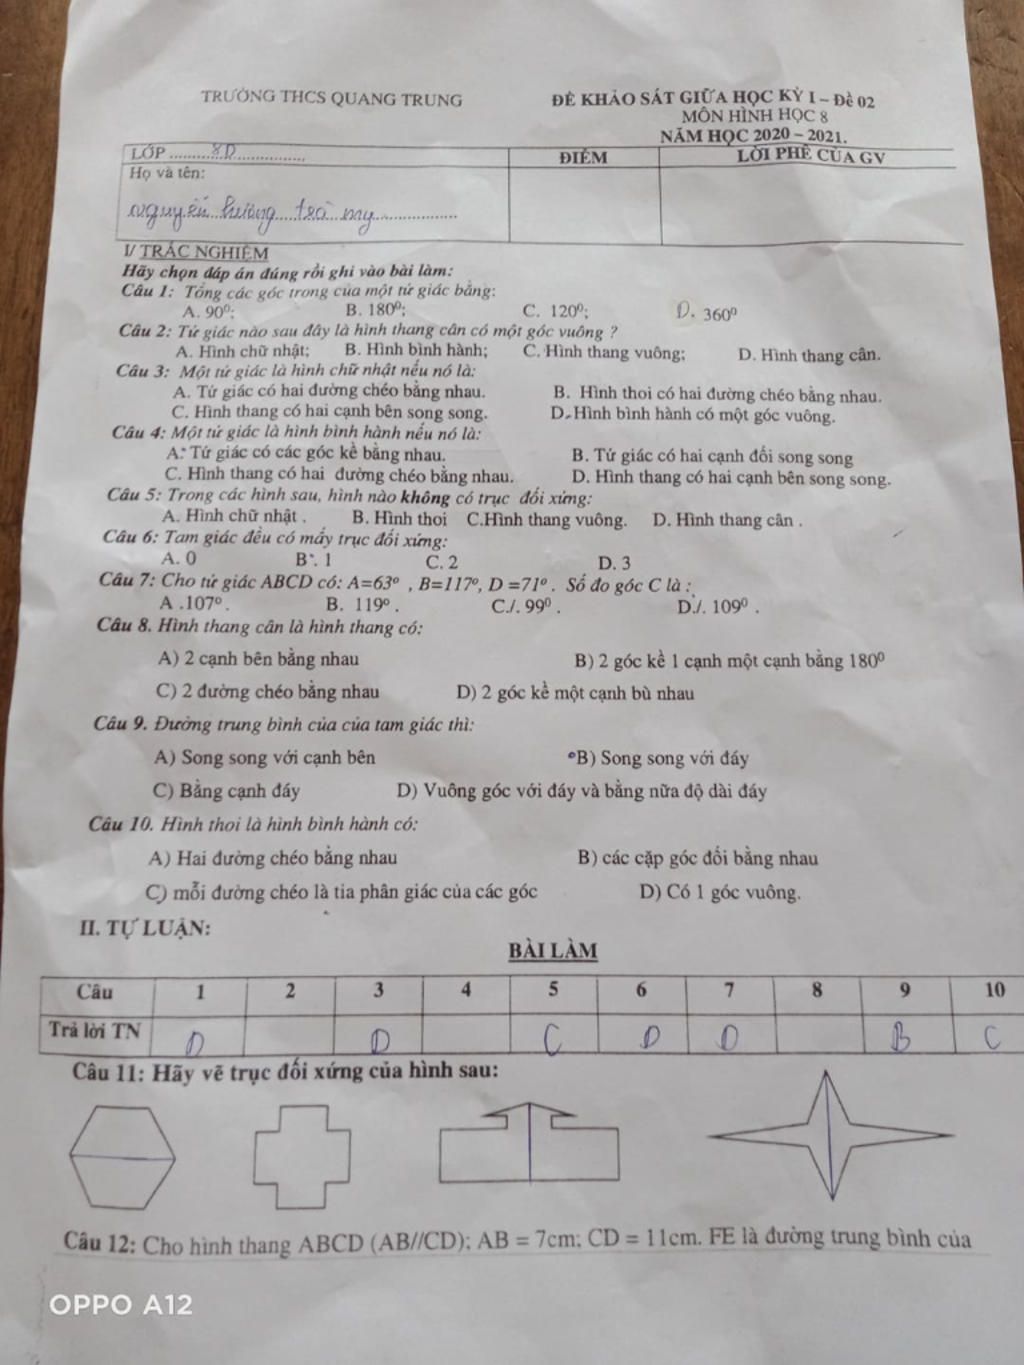 TRƯỜNG THCS QUANG TRUNG
ĐỀ KHẢO SÁT GIỮA HỌC KỲ I – Đề 02
MÔN HÌNH HỌC 8
NĂM HỌC 2020 – 2021.
LỚP ..... 8D ................
ĐIỂM
LỜI PHÊ CỦA GV
Họ và tên:
nguyễn hương trà my
I/ TRẮC NGHIỆM
Hãy chọn đáp án đúng rồi ghi vào bài làm:
Câu 1: Tổng các góc trong của một tứ giác bằng:
A. 90⁰; B. 180⁰; C. 120⁰; D. 360⁰
Câu 2: Tứ giác nào sau đây là hình thang cân có một góc vuông ?
A. Hình chữ nhật; B. Hình bình hành; C. Hình thang vuông; D. Hình thang cân.
Câu 3: Một tứ giác là hình chữ nhật nếu nó là:
A. Tứ giác có hai đường chéo bằng nhau. B. Hình thoi có hai đường chéo bằng nhau.
C. Hình thang có hai cạnh bên song song. D. Hình bình hành có một góc vuông.
Câu 4: Một tứ giác là hình bình hành nếu nó là:
A. Tứ giác có các góc kề bằng nhau. B. Tứ giác có hai cạnh đối song song
C. Hình thang có hai đường chéo bằng nhau. D. Hình thang có hai cạnh bên song song.
Câu 5: Trong các hình sau, hình nào không có trục đối xứng:
A. Hình chữ nhật . B. Hình thoi C.Hình thang vuông. D. Hình thang cân .
Câu 6: Tam giác đều có mấy trục đối xứng:
A. 0 B. 1 C. 2 D. 3
Câu 7: Cho tứ giác ABCD có: A=63⁰ , B=117⁰, D =71⁰ . Số đo góc C là :
A .107⁰ . B. 119⁰ . C./. 99⁰ . D./. 109⁰ .
Câu 8. Hình thang cân là hình thang có:
A) 2 cạnh bên bằng nhau B) 2 góc kề 1 cạnh một cạnh bằng 180⁰
C) 2 đường chéo bằng nhau D) 2 góc kề một cạnh bù nhau
Câu 9. Đường trung bình của của tam giác thì:
A) Song song với cạnh bên B) Song song với đáy
C) Bằng cạnh đáy D) Vuông góc với đáy và bằng nữa độ dài đáy
Câu 10. Hình thoi là hình bình hành có:
A) Hai đường chéo bằng nhau B) các cặp góc đối bằng nhau
C) mỗi đường chéo là tia phân giác của các góc D) Có 1 góc vuông.
II. TỰ LUẬN:
BÀI LÀM
Câu 1 2 3 4 5 6 7 8 9 10
Trả lời TN D D C D D B C
Câu 11: Hãy vẽ trục đối xứng của hình sau:
Câu 12: Cho hình thang ABCD (AB//CD); AB = 7cm; CD = 11cm. FE là đường trung bình của
OPPO A12